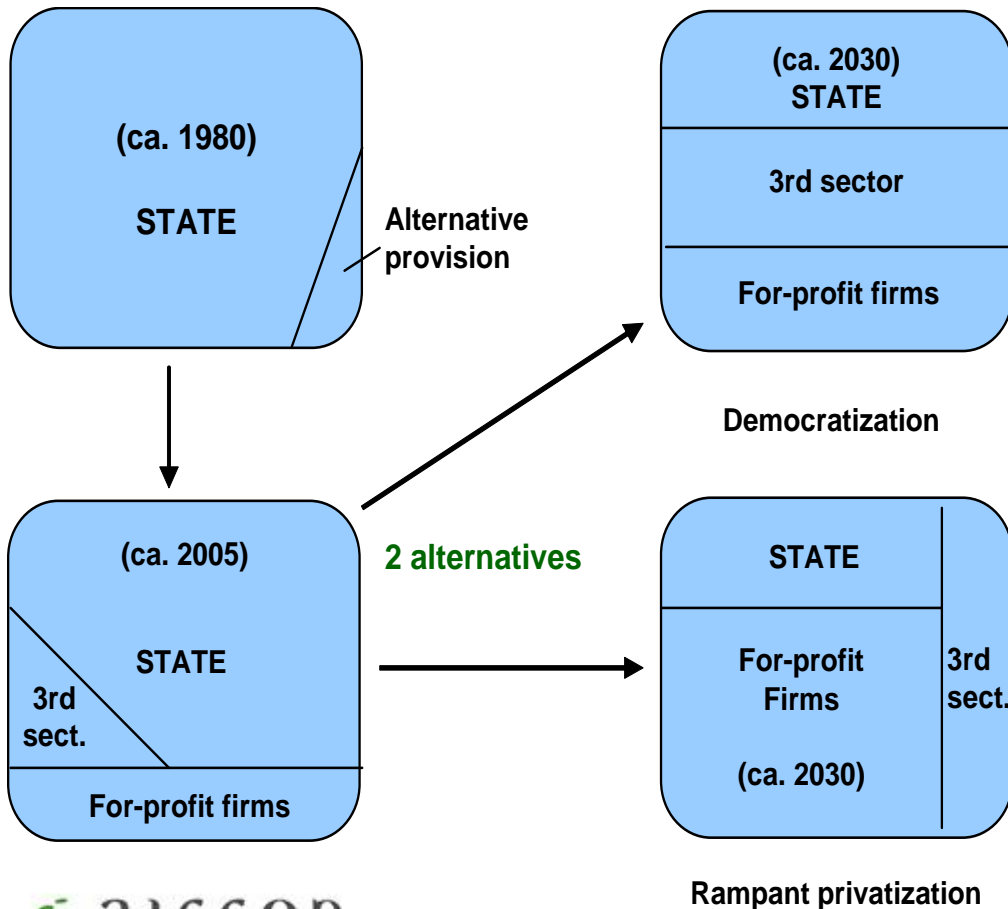 (ca. 1980)
STATE
Alternative
provision
(ca. 2030)
STATE
3rd sector
For-profit firms
Democratization
(ca. 2005)
STATE
3rd
sect.
For-profit firms
2 alternatives
STATE
For-profit
Firms
(ca. 2030)
3rd
sect.
Rampant privatization